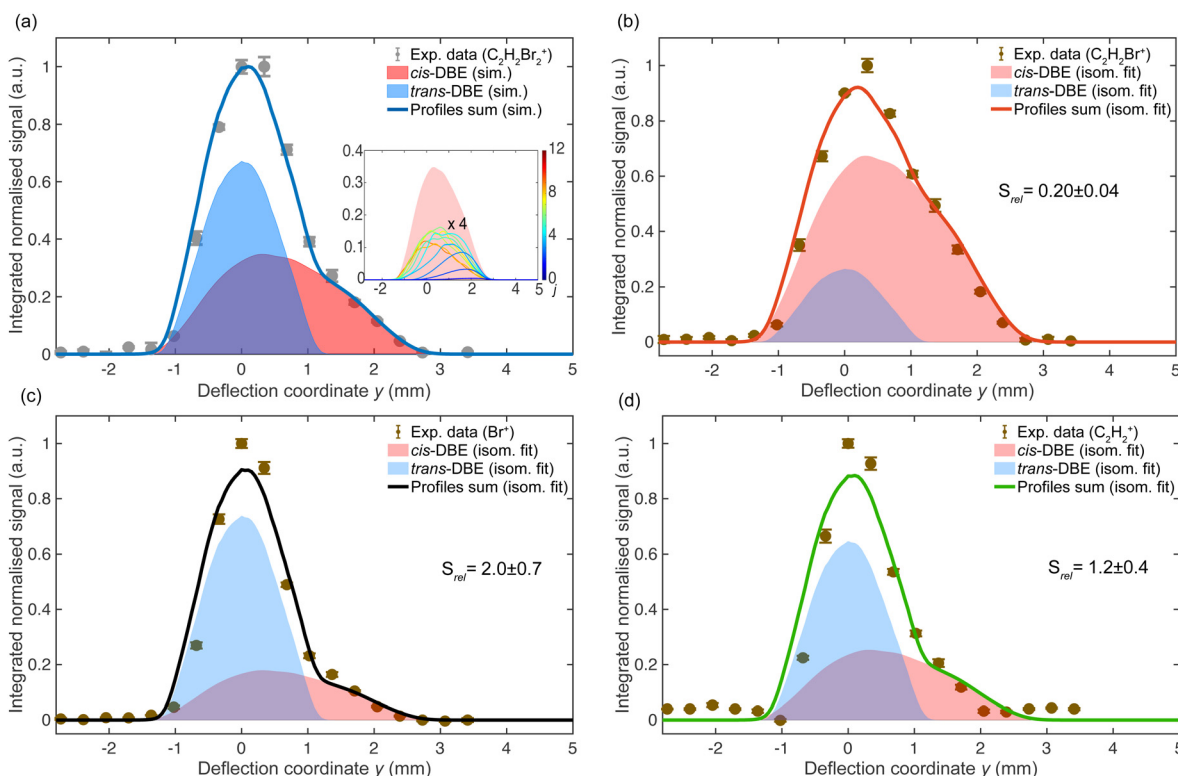 (a)
Exp. data (C₂H₂Br₂⁺)
cis-DBE (sim.)
trans-DBE (sim.)
Profiles sum (sim.)
Integrated normalised signal (a.u.)
1
0.8
0.6
0.4
0.2
0
-2 -1 0 1 2 3 4 5
Deflection coordinate y (mm)
0.4
0.3
0.2
0.1
0
-2 0 2 4 5
x 4
12
8
4
0
j
(b)
Exp. data (C₂H₂Br⁺)
cis-DBE (isom. fit)
trans-DBE (isom. fit)
Profiles sum (isom. fit)
S_rel = 0.20±0.04
Integrated normalised signal (a.u.)
1
0.8
0.6
0.4
0.2
0
-2 -1 0 1 2 3 4 5
Deflection coordinate y (mm)
(c)
Exp. data (Br⁺)
cis-DBE (isom. fit)
trans-DBE (isom. fit)
Profiles sum (isom. fit)
S_rel = 2.0±0.7
Integrated normalised signal (a.u.)
1
0.8
0.6
0.4
0.2
0
-2 -1 0 1 2 3 4 5
Deflection coordinate y (mm)
(d)
Exp. data (C₂H₂⁺)
cis-DBE (isom. fit)
trans-DBE (isom. fit)
Profiles sum (isom. fit)
S_rel = 1.2±0.4
Integrated normalised signal (a.u.)
1
0.8
0.6
0.4
0.2
0
-2 -1 0 1 2 3 4 5
Deflection coordinate y (mm)